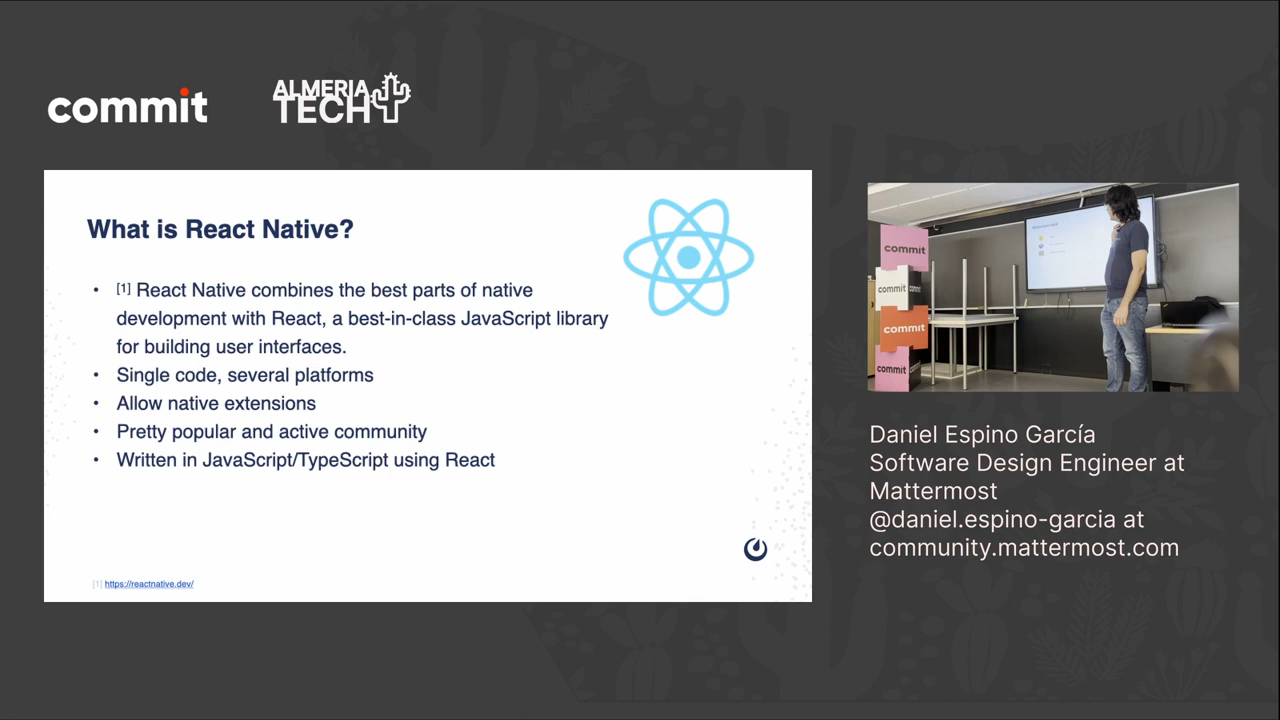 commit
ALMERIA
TECH
What is React Native?
• [1] React Native combines the best parts of native
development with React, a best-in-class JavaScript library
for building user interfaces.
• Single code, several platforms
• Allow native extensions
• Pretty popular and active community
• Written in JavaScript/TypeScript using React
[1] https://reactnative.dev/
commit
commit
commit
commit
Daniel Espino García
Software Design Engineer at
Mattermost
@daniel.espino-garcia at
community.mattermost.com